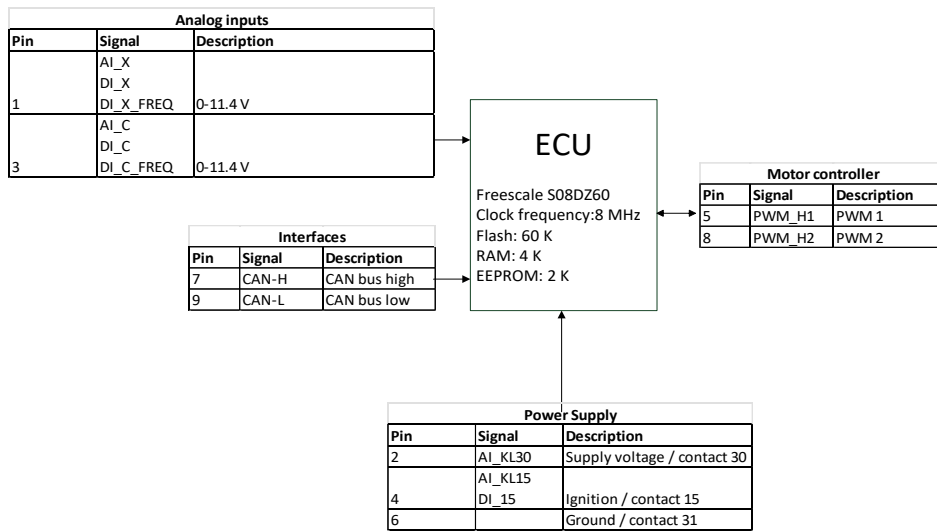 Analog inputs
Pin Signal Description
AI_X
DI_X
1 DI_X_FREQ 0-11.4 V
AI_C
DI_C
3 DI_C_FREQ 0-11.4 V
ECU
Freescale S08DZ60
Clock frequency:8 MHz
Flash: 60 K
RAM: 4 K
EEPROM: 2 K
Motor controller
Pin Signal Description
5 PWM_H1 PWM 1
8 PWM_H2 PWM 2
Interfaces
Pin Signal Description
7 CAN-H CAN bus high
9 CAN-L CAN bus low
Power Supply
Pin Signal Description
2 AI_KL30 Supply voltage / contact 30
AI_KL15
4 DI_15 Ignition / contact 15
6 Ground / contact 31